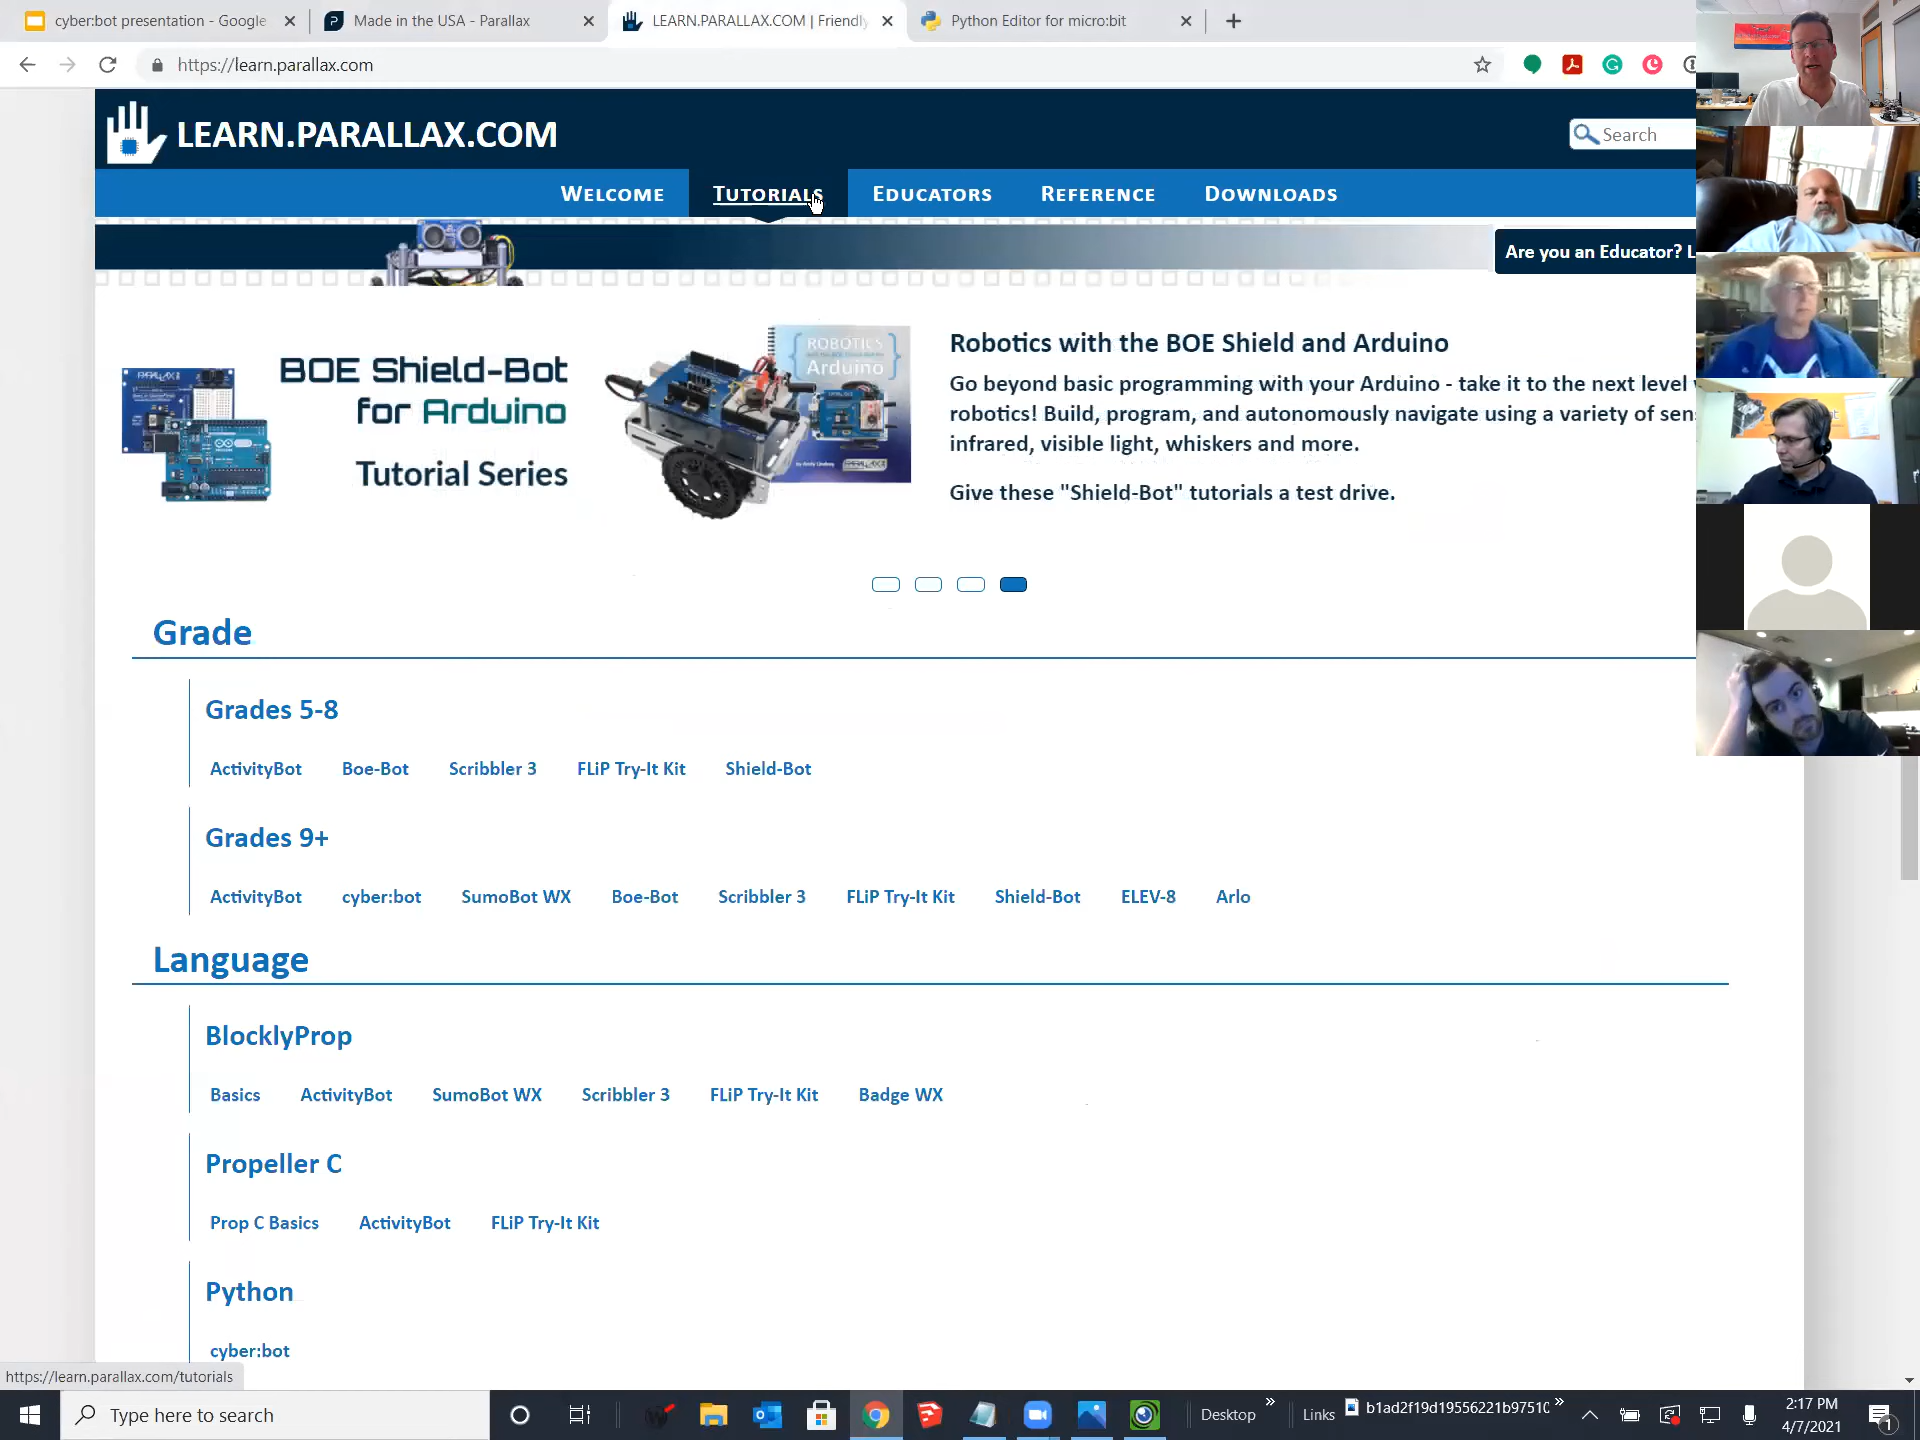 cyber:bot presentation - Google
Made in the USA - Parallax
LEARN.PARALLAX.COM | Friendly
Python Editor for micro:bit
https://learn.parallax.com
LEARN.PARALLAX.COM
Search
WELCOME
TUTORIALS
EDUCATORS
REFERENCE
DOWNLOADS
Are you an Educator? L
BOE Shield-Bot
for Arduino
Tutorial Series
ROBOTICS
Arduino
Robotics with the BOE Shield and Arduino
Go beyond basic programming with your Arduino - take it to the next level
robotics! Build, program, and autonomously navigate using a variety of sen
infrared, visible light, whiskers and more.
Give these "Shield-Bot" tutorials a test drive.
Grade
Grades 5-8
ActivityBot Boe-Bot Scribbler 3 FLiP Try-It Kit Shield-Bot
Grades 9+
ActivityBot cyber:bot SumoBot WX Boe-Bot Scribbler 3 FLiP Try-It Kit Shield-Bot ELEV-8 Arlo
Language
BlocklyProp
Basics ActivityBot SumoBot WX Scribbler 3 FLiP Try-It Kit Badge WX
Propeller C
Prop C Basics ActivityBot FLiP Try-It Kit
Python
cyber:bot
https://learn.parallax.com/tutorials
Type here to search
Desktop
Links
b1ad2f19d19556221b9751(
2:17 PM
4/7/2021
1